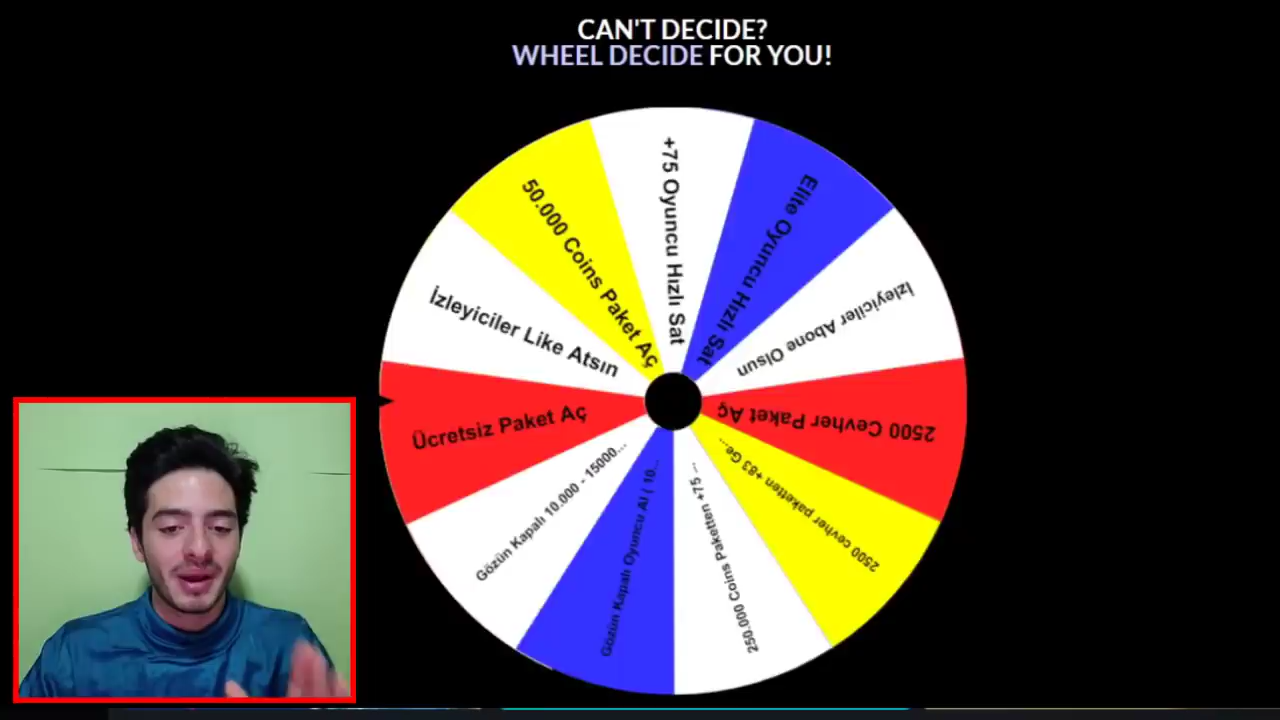 CAN'T DECIDE?
WHEEL DECIDE FOR YOU!
+75 Oyuncu Hızlı Sat
Elite Oyuncu Hızlı Sat
İzleyiciler Abone Olsun
2500 Cevher Paket Aç
2500 cevher paketten +83 Ge...
250.000 Coins Paketten +75 ...
Gözün Kapalı Oyuncu Al ( 10...
Gözün Kapalı 10.000 - 15000...
Ücretsiz Paket Aç
İzleyiciler Like Atsın
50.000 Coins Paket Aç